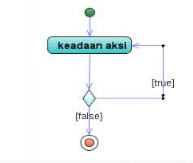 keadaan aksi
[true]
[false]